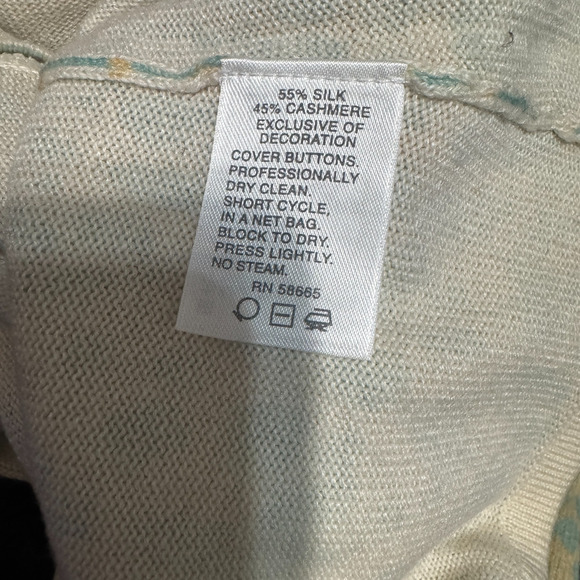 55% SILK
45% CASHMERE
EXCLUSIVE OF
DECORATION
COVER BUTTONS.
PROFESSIONALLY
DRY CLEAN.
SHORT CYCLE,
IN A NET BAG.
BLOCK TO DRY.
PRESS LIGHTLY.
NO STEAM.
RN 58665